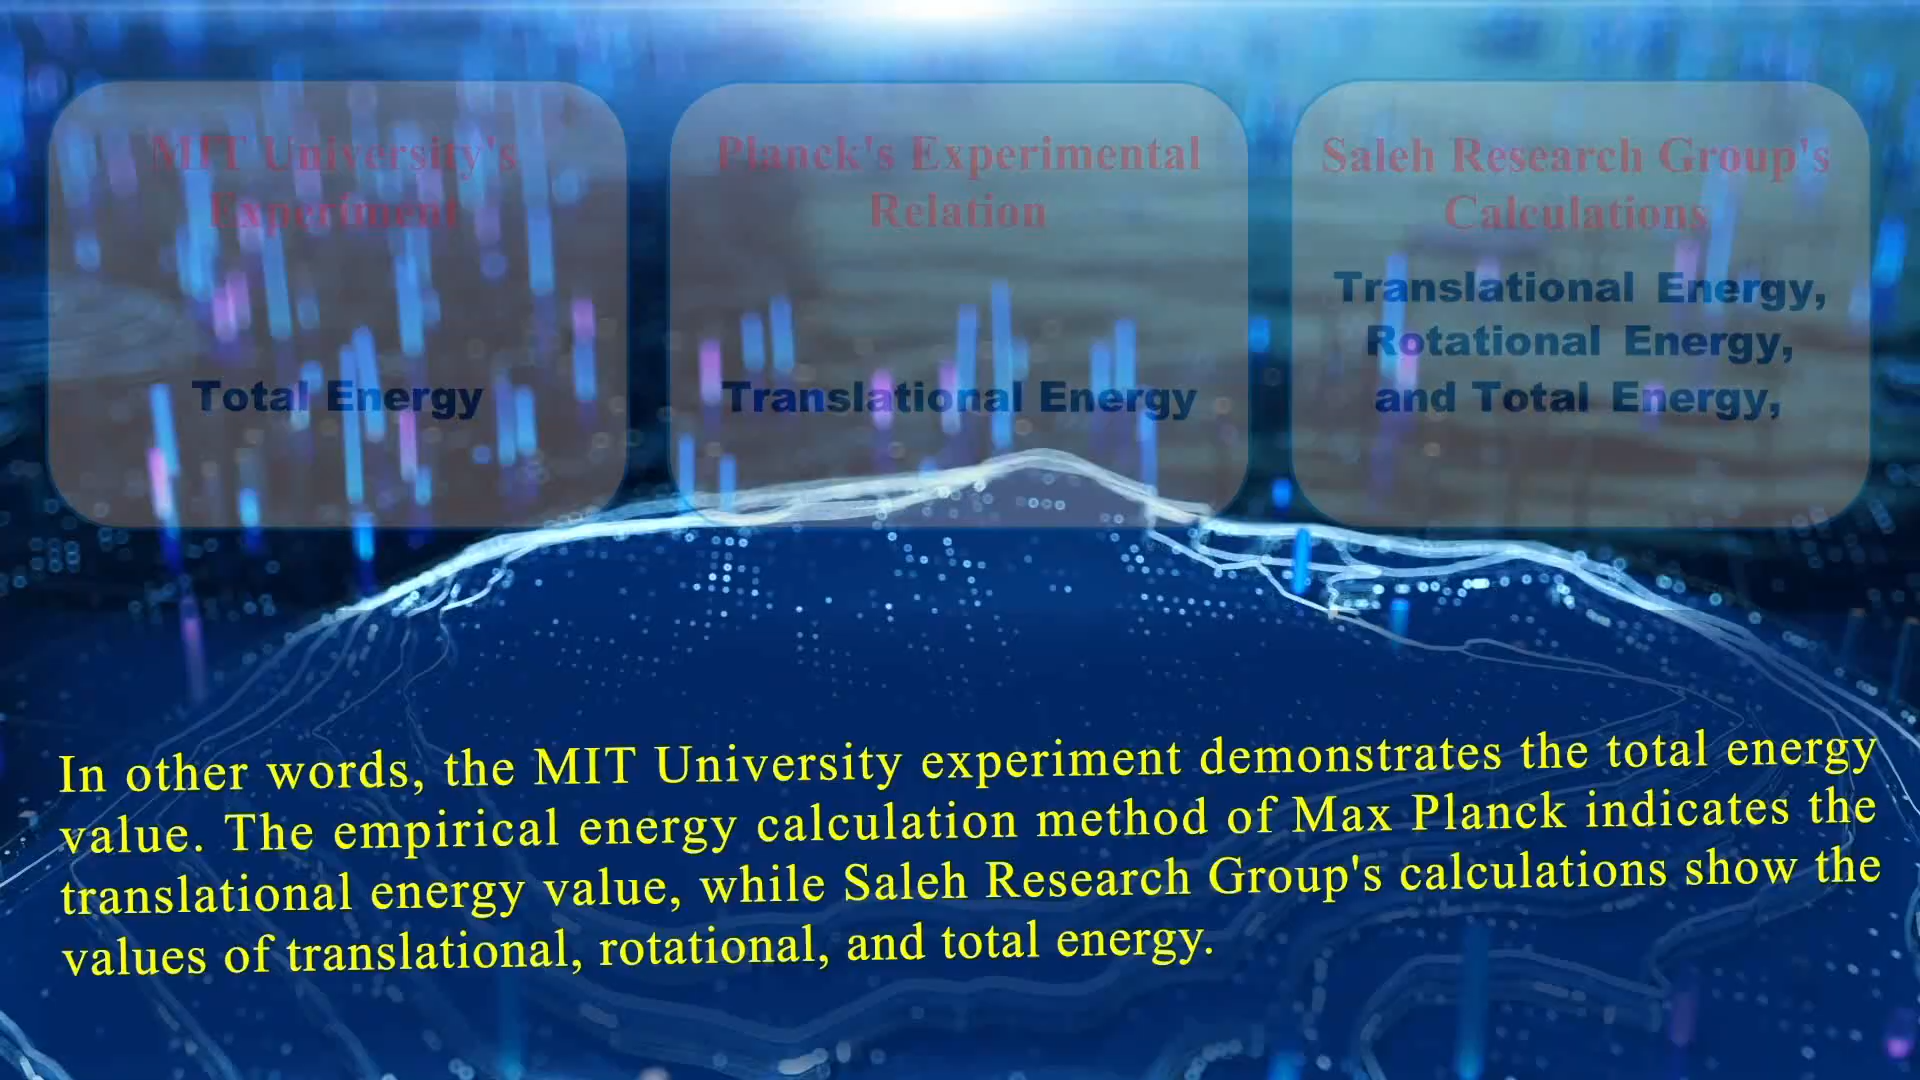 MIT University's
Experiment
Total Energy
Planck's Experimental
Relation
Translational Energy
Saleh Research Group's
Calculations
Translational Energy,
Rotational Energy,
and Total Energy,
In other words, the MIT University experiment demonstrates the total energy
value. The empirical energy calculation method of Max Planck indicates the
translational energy value, while Saleh Research Group's calculations show the
values of translational, rotational, and total energy.